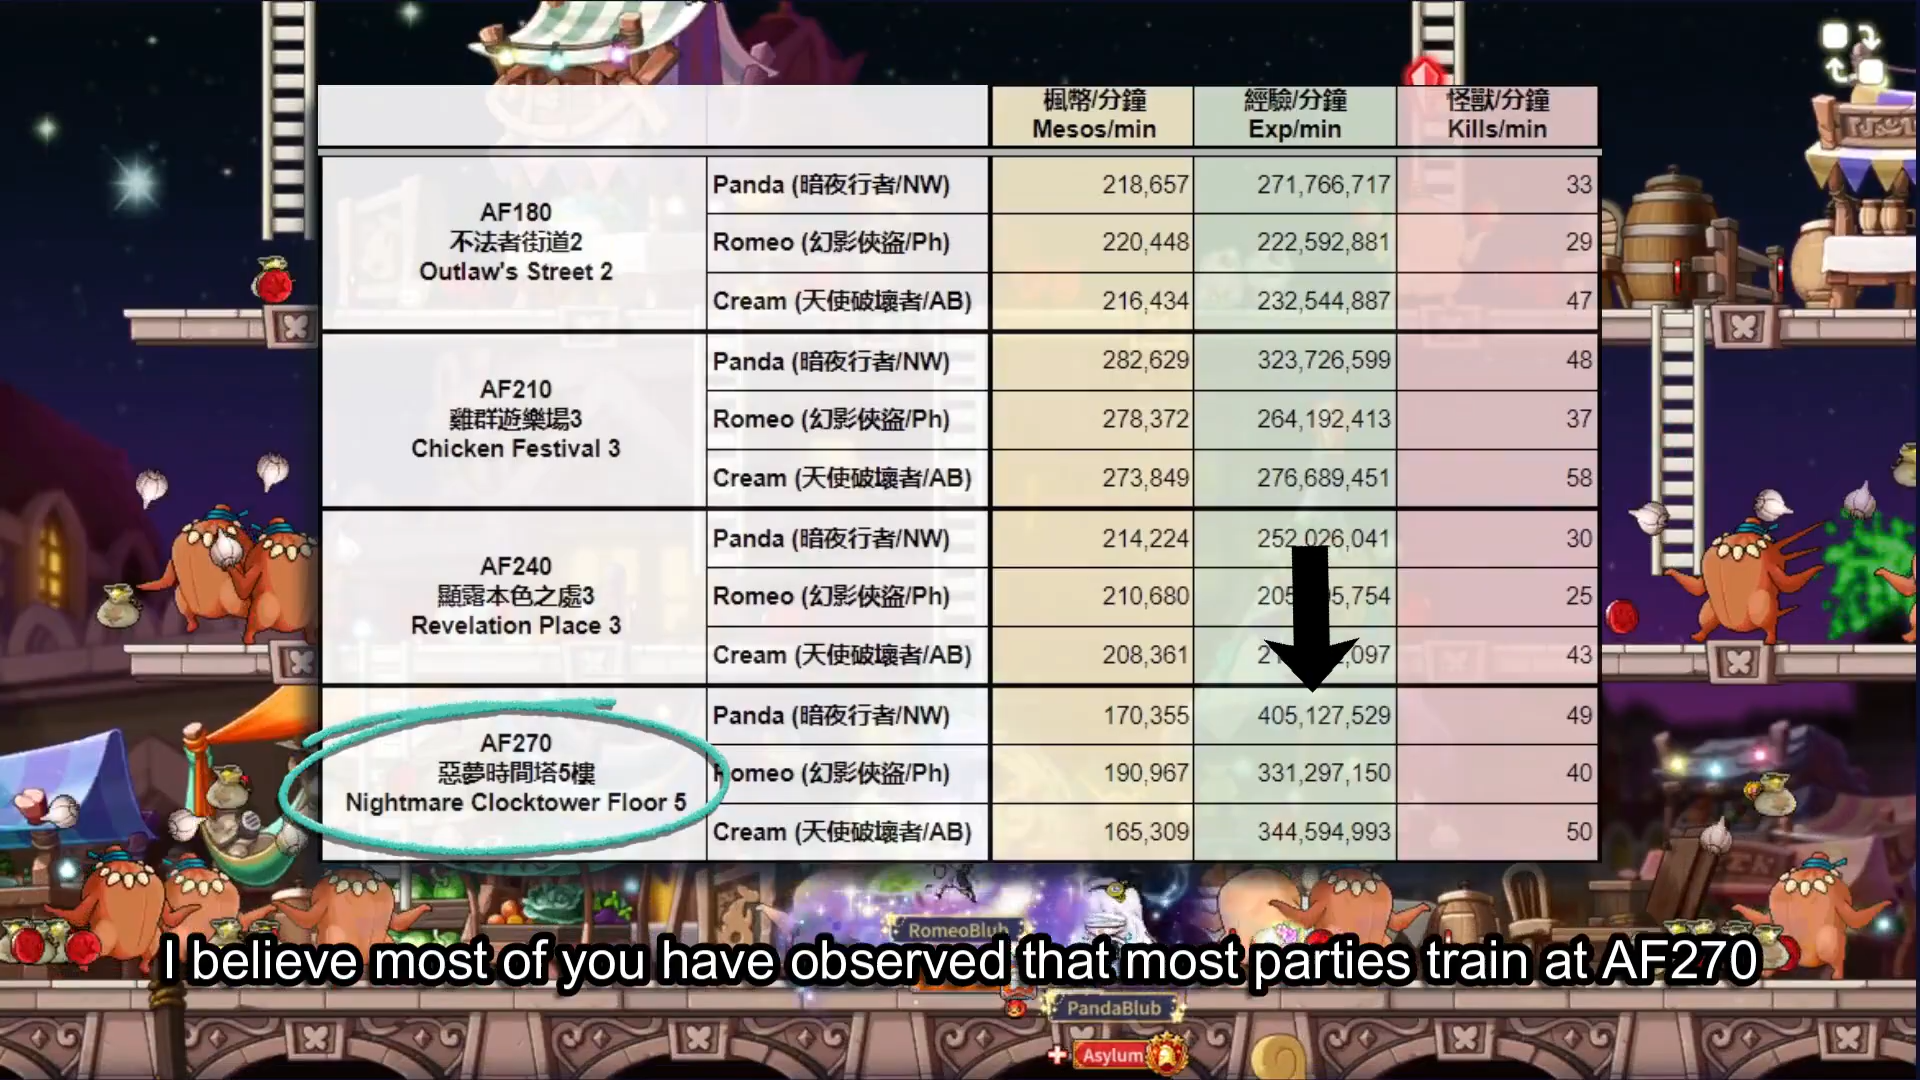 楓幣/分鐘
Mesos/min
經驗/分鐘
Exp/min
怪獸/分鐘
Kills/min
AF180
不法者街道2
Outlaw's Street 2
Panda (暗夜行者/NW)
218,657
271,766,717
33
Romeo (幻影俠盜/Ph)
220,448
222,592,881
29
Cream (天使破壞者/AB)
216,434
232,544,887
47
AF210
雞群遊樂場3
Chicken Festival 3
Panda (暗夜行者/NW)
282,629
323,726,599
48
Romeo (幻影俠盜/Ph)
278,372
264,192,413
37
Cream (天使破壞者/AB)
273,849
276,689,451
58
AF240
顯露本色之處3
Revelation Place 3
Panda (暗夜行者/NW)
214,224
252,026,041
30
Romeo (幻影俠盜/Ph)
210,680
25
Cream (天使破壞者/AB)
208,361
43
AF270
惡夢時間塔5樓
Nightmare Clocktower Floor 5
Panda (暗夜行者/NW)
170,355
405,127,529
49
Romeo (幻影俠盜/Ph)
190,967
331,297,150
40
Cream (天使破壞者/AB)
165,309
344,594,993
50
RomeoBlub
I believe most of you have observed that most parties train at AF270
PandaBlub
Asylum